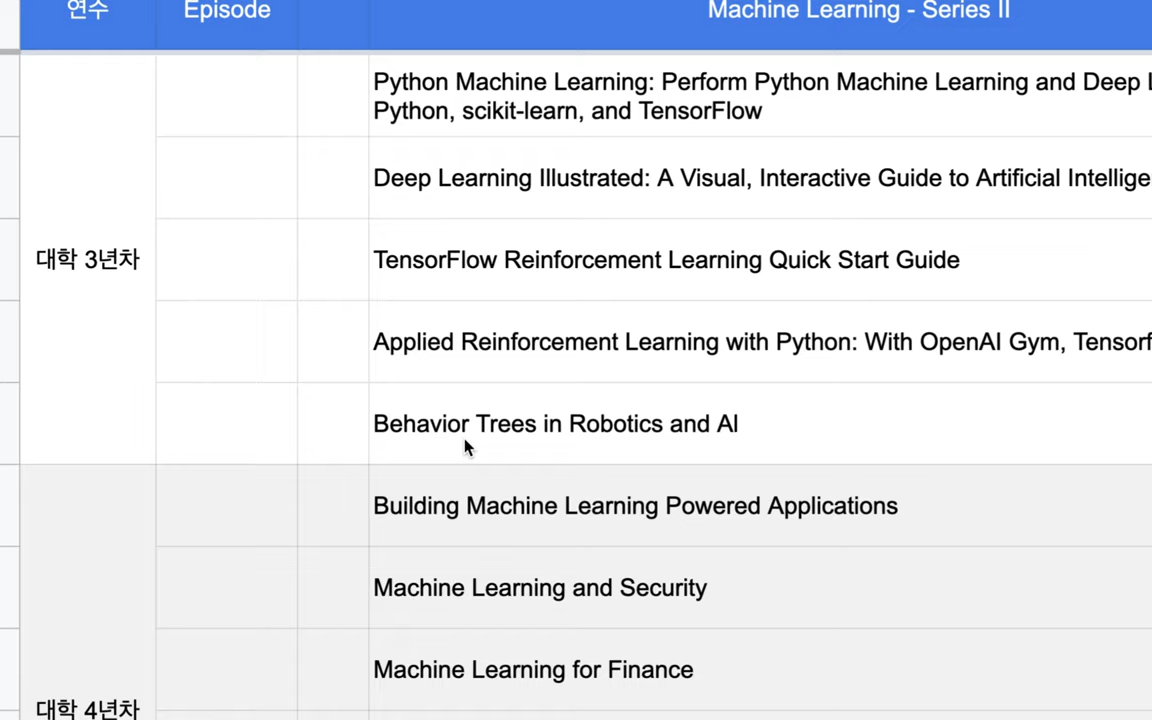 연수 Episode Machine Learning - Series II
Python Machine Learning: Perform Python Machine Learning and Deep
Python, scikit-learn, and TensorFlow
Deep Learning Illustrated: A Visual, Interactive Guide to Artificial
대학 3년차
TensorFlow Reinforcement Learning Quick Start Guide
Applied Reinforcement Learning with Python: With OpenAI Gym,
Behavior Trees in Robotics and AI
Building Machine Learning Powered Applications
Machine Learning and Security
Machine Learning for Finance
대학 4년차